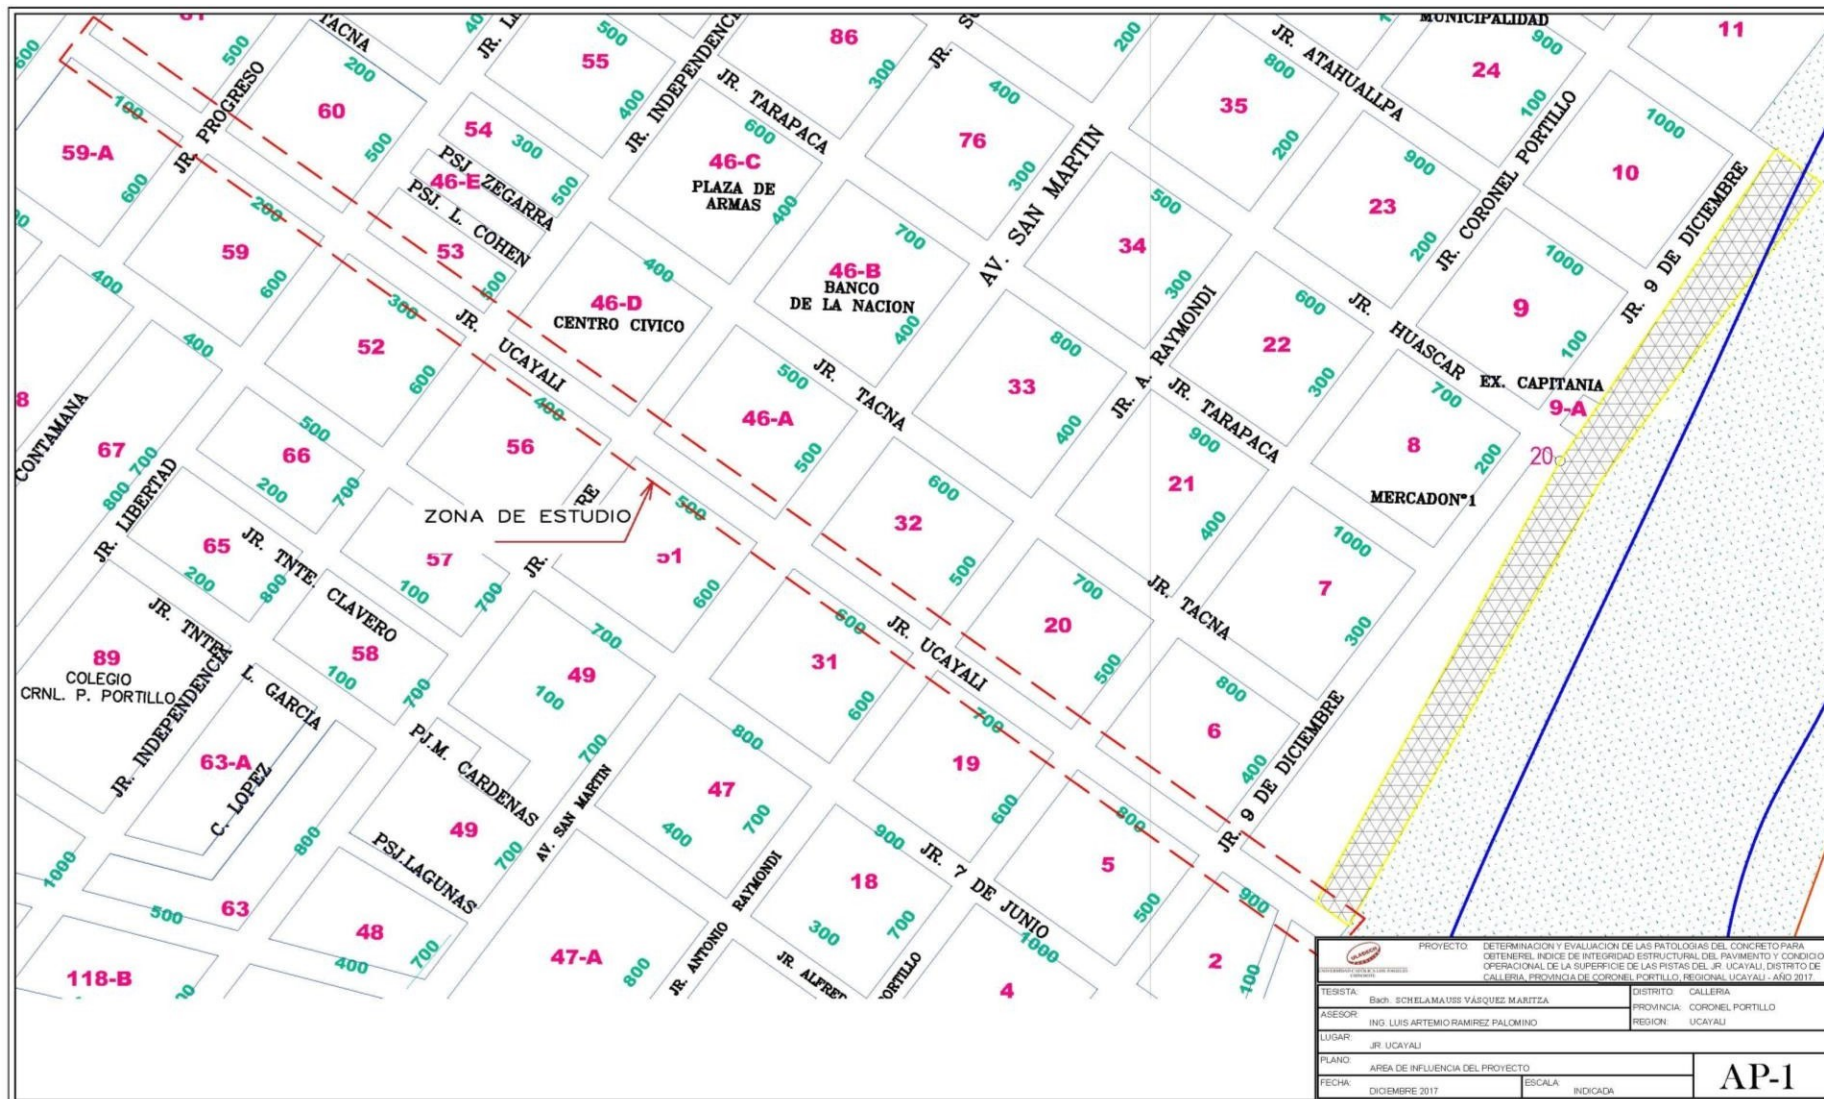 TACNA
MUNICIPALIDAD
600
500
200
60
100
59-A
JR. PROGRESO
500
600
54
300
PSJ. ZEGARRA
46-E
500
PSJ. L. COHEN
53
500
55
500
400
JR. INDEPENDENCIA
86
300
JR. TARAPACA
600
46-C
PLAZA DE
ARMAS
400
400
76
300
200
AV. SAN MARTIN
35
800
200
JR. ATAHUALLPA
24
900
100
11
JR. CORONEL PORTILLO
1000
10
JR. 9 DE DICIEMBRE
900
23
200
500
34
300
1000
9
100
700
46-B
BANCO
DE LA NACION
400
400
46-D
CENTRO CIVICO
200
59
600
400
300
52
600
JR.
UCAYALI
400
56
JR. TACNA
500
46-A
500
800
33
400
JR. A. RAYMONDI
600
22
300
JR. HUASCAR
EX. CAPITANIA
9-A
700
8
200
MERCADON°1
20
JR. TARAPACA
900
21
400
1000
7
300
8
CONTAMANA
400
67
700
800
JR. LIBERTAD
500
66
200
700
65
200
800
JR. TNTE. CLAVERO
57
100
700
ZONA DE ESTUDIO
JR.
500
51
600
600
32
500
700
20
500
JR. TACNA
600
31
600
JR. UCAYALI
800
6
400
JR. 9 DE DICIEMBRE
89
COLEGIO
CRNL. P. PORTILLO
JR. TNTE.
L. GARCIA
JR. INDEPENDENCIA
58
100
700
700
49
100
700
63-A
C. LOPEZ
800
PJ.M. CARDENAS
49
700
AV. SAN MARTIN
PSJ.LAGUNAS
800
47
400
700
700
19
600
800
5
500
900
18
300
700
JR. 7 DE JUNIO
1000
900
2
100
1000
500
63
48
400
700
118-B
47-A
800
JR. ANTONIO RAYMONDI
JR. ALFRE
PORTILLO
4
PROYECTO: DETERMINACION Y EVALUACION DE LAS PATOLOGIAS DEL CONCRETO PARA
OBTENEREL INDICE DE INTEGRIDAD ESTRUCTURAL DEL PAVIMENTO Y CONDICIO
OPERACIONAL DE LA SUPERFICIE DE LAS PISTAS DEL JR. UCAYALI, DISTRITO DE
CALLERIA, PROVINCIA DE CORONEL PORTILLO, REGIONAL UCAYALI - AÑO 2017
TESISTA: Bach. SCHELAMAUSS VÁSQUEZ MARITZA
DISTRITO: CALLERIA
PROVINCIA: CORONEL PORTILLO
REGION: UCAYALI
ASESOR: ING. LUIS ARTEMIO RAMIREZ PALOMINO
LUGAR: JR. UCAYALI
PLANO: AREA DE INFLUENCIA DEL PROYECTO
FECHA: DICIEMBRE 2017
ESCALA: INDICADA
AP-1